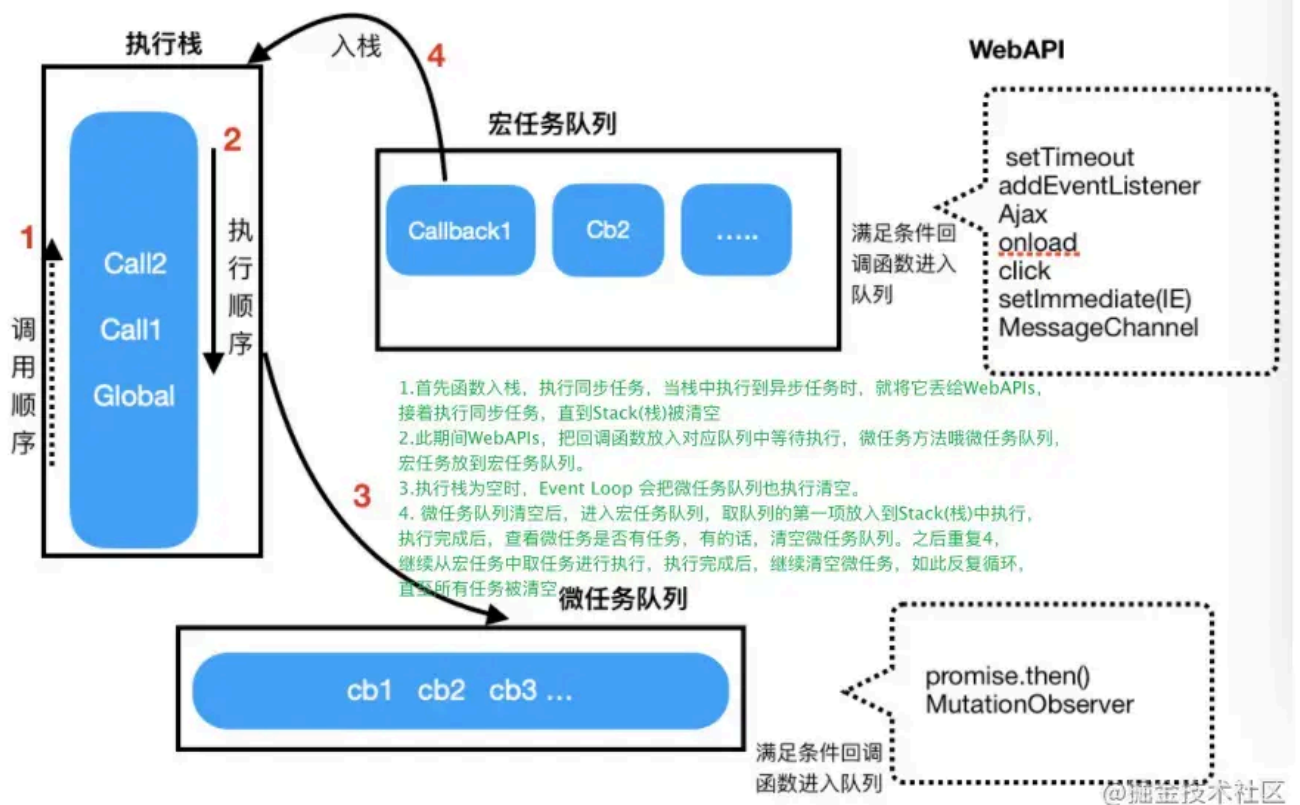 执行栈
入栈
4
WebAPI
宏任务队列
2
1
调用顺序
执行顺序
Call2
Call1
Global
Callback1
Cb2
.....
满足条件回
调函数进入
队列
setTimeout
addEventListener
Ajax
onload
click
setImmediate(IE)
MessageChannel
1.首先函数入栈，执行同步任务，当栈中执行到异步任务时，就将它丢给WebAPIs，
接着执行同步任务，直到Stack(栈)被清空
2.此期间WebAPIs，把回调函数放入对应队列中等待执行，微任务方法哦微任务队列，
宏任务放到宏任务队列。
3.执行栈为空时，Event Loop 会把微任务队列也执行清空。
4. 微任务队列清空后，进入宏任务队列，取队列的第一项放入到Stack(栈)中执行，
执行完成后，查看微任务是否有任务，有的话，清空微任务队列。之后重复4，
继续从宏任务中取任务进行执行，执行完成后，继续清空微任务，如此反复循环，
直至所有任务被清空
3
微任务队列
cb1 cb2 cb3 ...
满足条件回调
函数进入队列
promise.then()
MutationObserver
@掘金技术社区